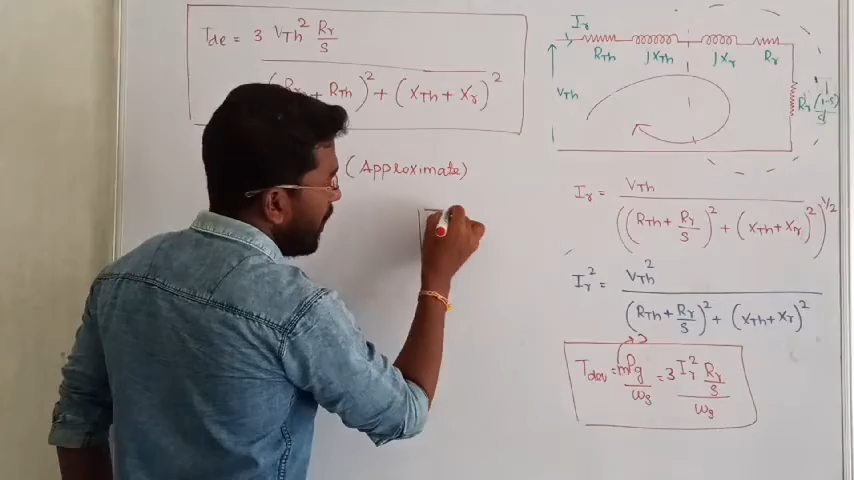 Tde = 3 VTh² Rr/s
+ RTh)² + (XTh + Xr)²
(Approximate)
Ir
RTh jXTh jXr Rr
VTh
Rr(1-s)/s
Ir = VTh
((RTh + Rr/s)² + (XTh + Xr)²)^1/2
Ir² = VTh²
(RTh + Rr/s)² + (XTh + Xr)²
3
Tdev = mPg/ωs = 3 Ir² Rr/s
ωs